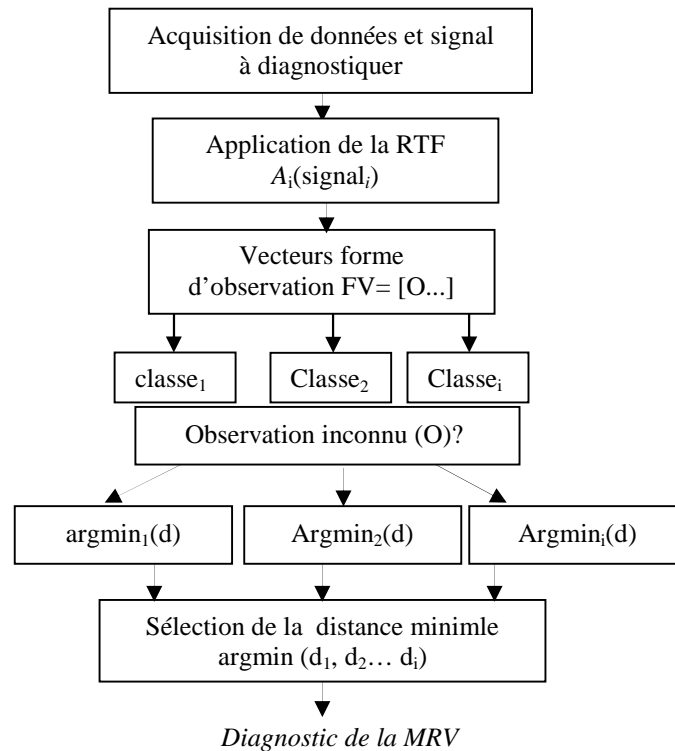 Acquisition de données et signal
à diagnostiquer
Application de la RTF
Aᵢ(signalᵢ)
Vecteurs forme
d’observation FV= [O...]
classe₁ Classe₂ Classeᵢ
Observation inconnu (O)?
argmin₁(d) Argmin₂(d) Argminᵢ(d)
Sélection de la distance minimle
argmin (d₁, d₂… dᵢ)
Diagnostic de la MRV